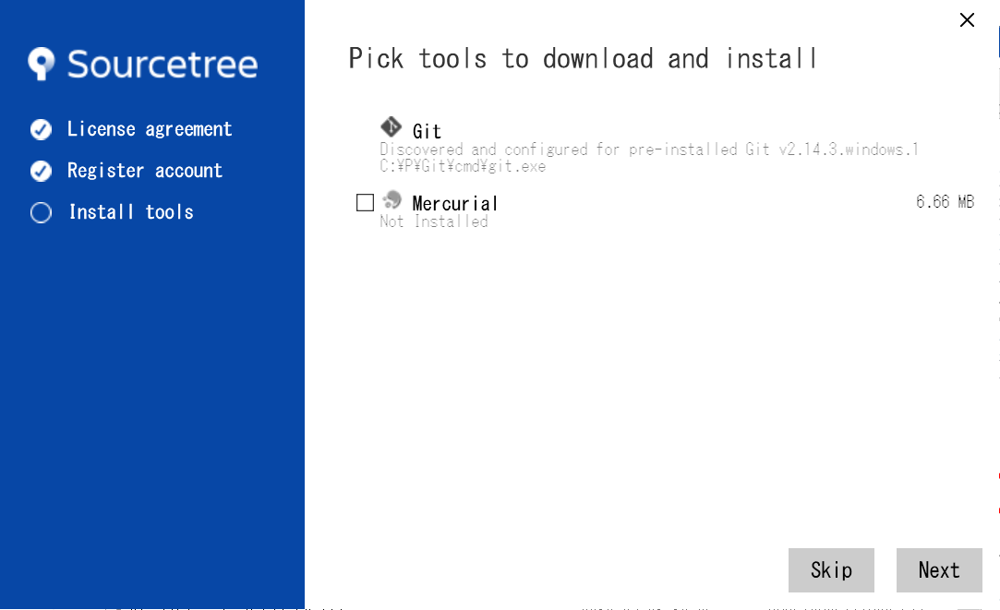 Sourcetree
License agreement
Register account
Install tools
Pick tools to download and install
Git
Discovered and configured for pre-installed Git v2.14.3.windows.1
C:¥P¥Git¥cmd¥git.exe
Mercurial 6.66 MB
Not Installed
Skip Next